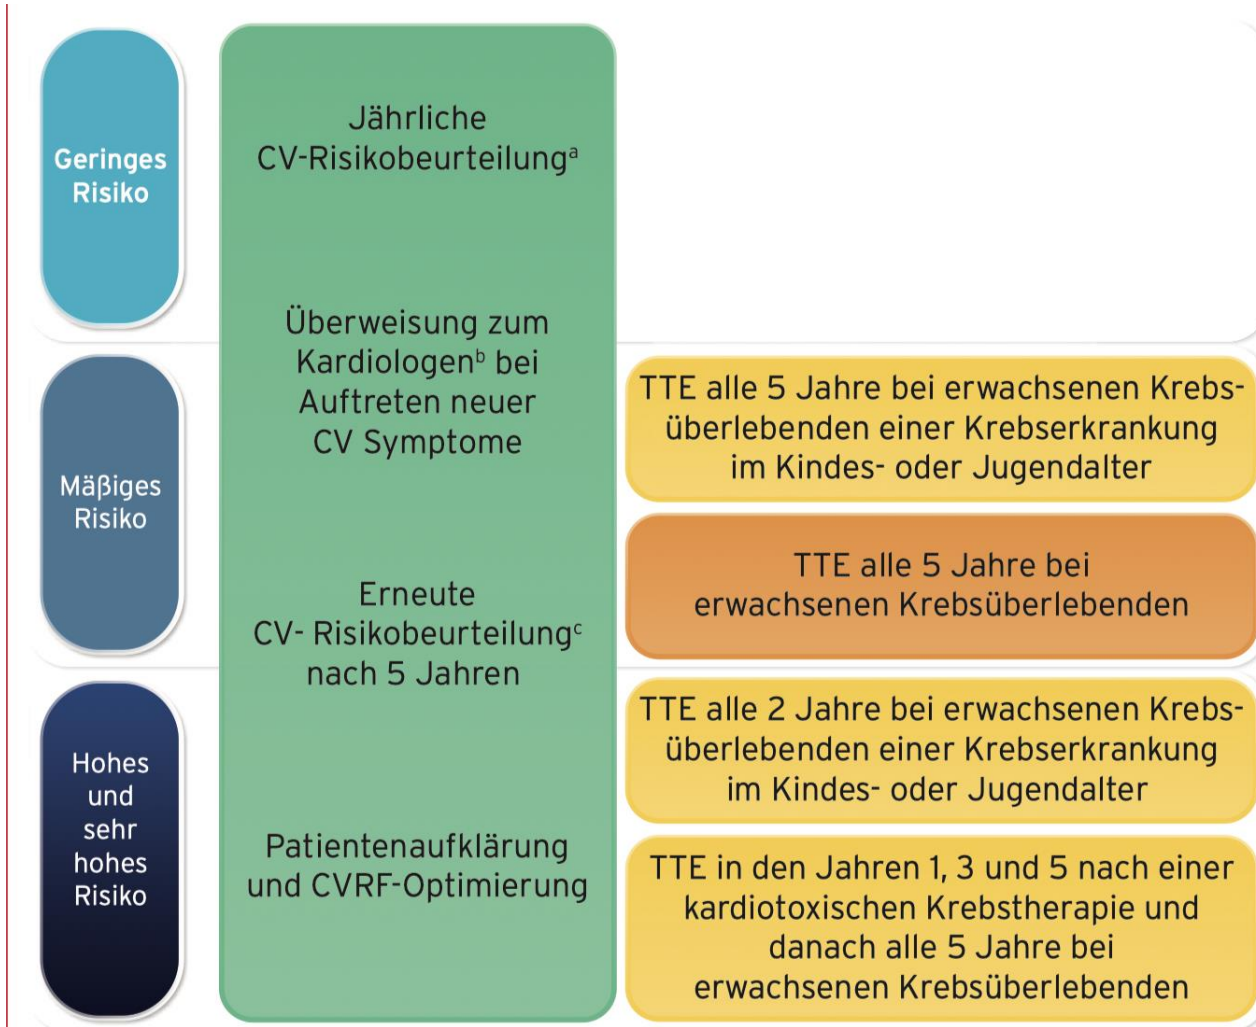 Geringes
Risiko
Jährliche
CV-Risikobeurteilungᵃ
Überweisung zum
Kardiologenᵇ bei
Auftreten neuer
CV Symptome
Erneute
CV- Risikobeurteilungᶜ
nach 5 Jahren
Patientenaufklärung
und CVRF-Optimierung
Mäßiges
Risiko
TTE alle 5 Jahre bei erwachsenen Krebs-
überlebenden einer Krebserkrankung
im Kindes- oder Jugendalter
TTE alle 5 Jahre bei
erwachsenen Krebsüberlebenden
Hohes
und
sehr
hohes
Risiko
TTE alle 2 Jahre bei erwachsenen Krebs-
überlebenden einer Krebserkrankung
im Kindes- oder Jugendalter
TTE in den Jahren 1, 3 und 5 nach einer
kardiotoxischen Krebstherapie und
danach alle 5 Jahre bei
erwachsenen Krebsüberlebenden